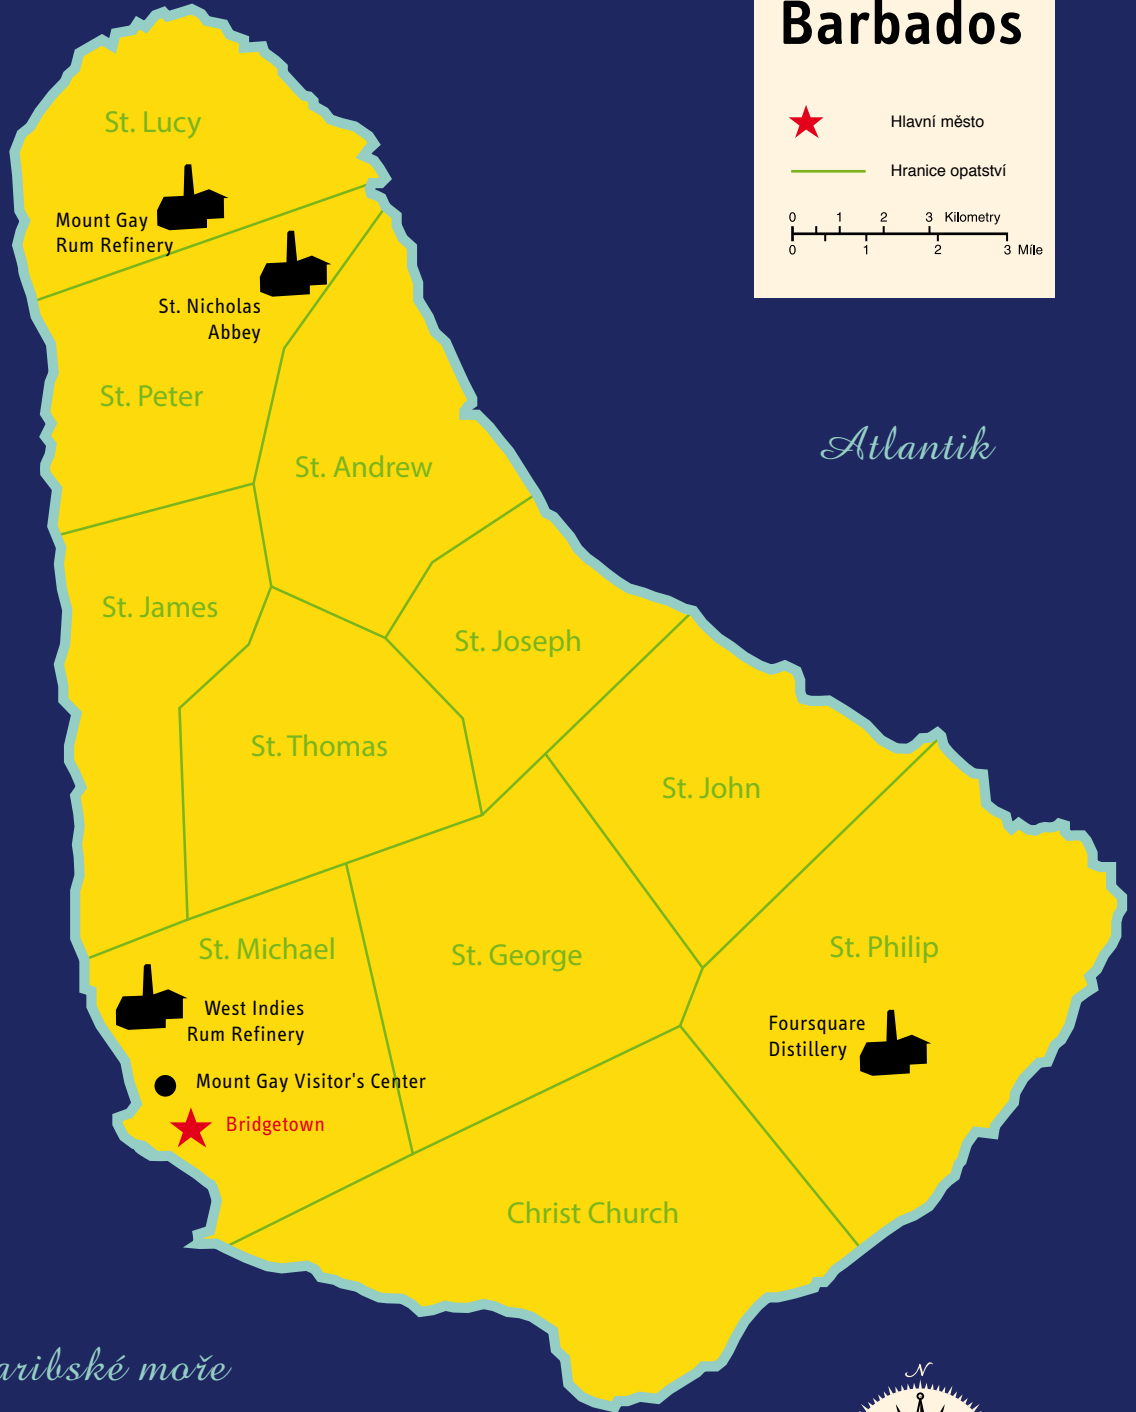 Barbados
Hlavní město
Hranice opatství
0 1 2 3 Kilometry
0 1 2 3 Míle
St. Lucy
Mount Gay
Rum Refinery
St. Nicholas
Abbey
St. Peter
Atlantik
St. Andrew
St. James
St. Joseph
St. Thomas
St. John
St. Michael
St. George
St. Philip
West Indies
Rum Refinery
Foursquare
Distillery
Mount Gay Visitor's Center
Bridgetown
Christ Church
aribské moře
N